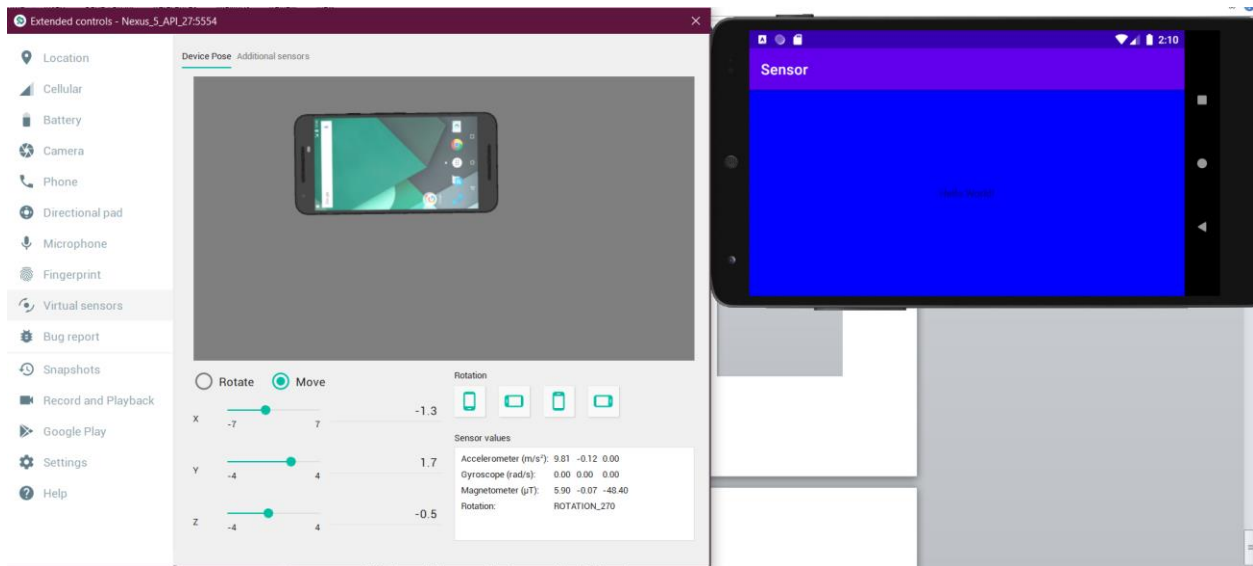 Extended controls - Nexus_5_API_27:5554
Location
Cellular
Battery
Camera
Phone
Directional pad
Microphone
Fingerprint
Virtual sensors
Bug report
Snapshots
Record and Playback
Google Play
Settings
Help
Device Pose Additional sensors
Rotate Move
X -7 7 -1.3
Y -4 4 1.7
Z -4 4 -0.5
Rotation
Sensor values
Accelerometer (m/s²): 9.81 -0.12 0.00
Gyroscope (rad/s): 0.00 0.00 0.00
Magnetometer (μT): 5.90 -0.07 -48.40
Rotation: ROTATION_270
2:10
Sensor